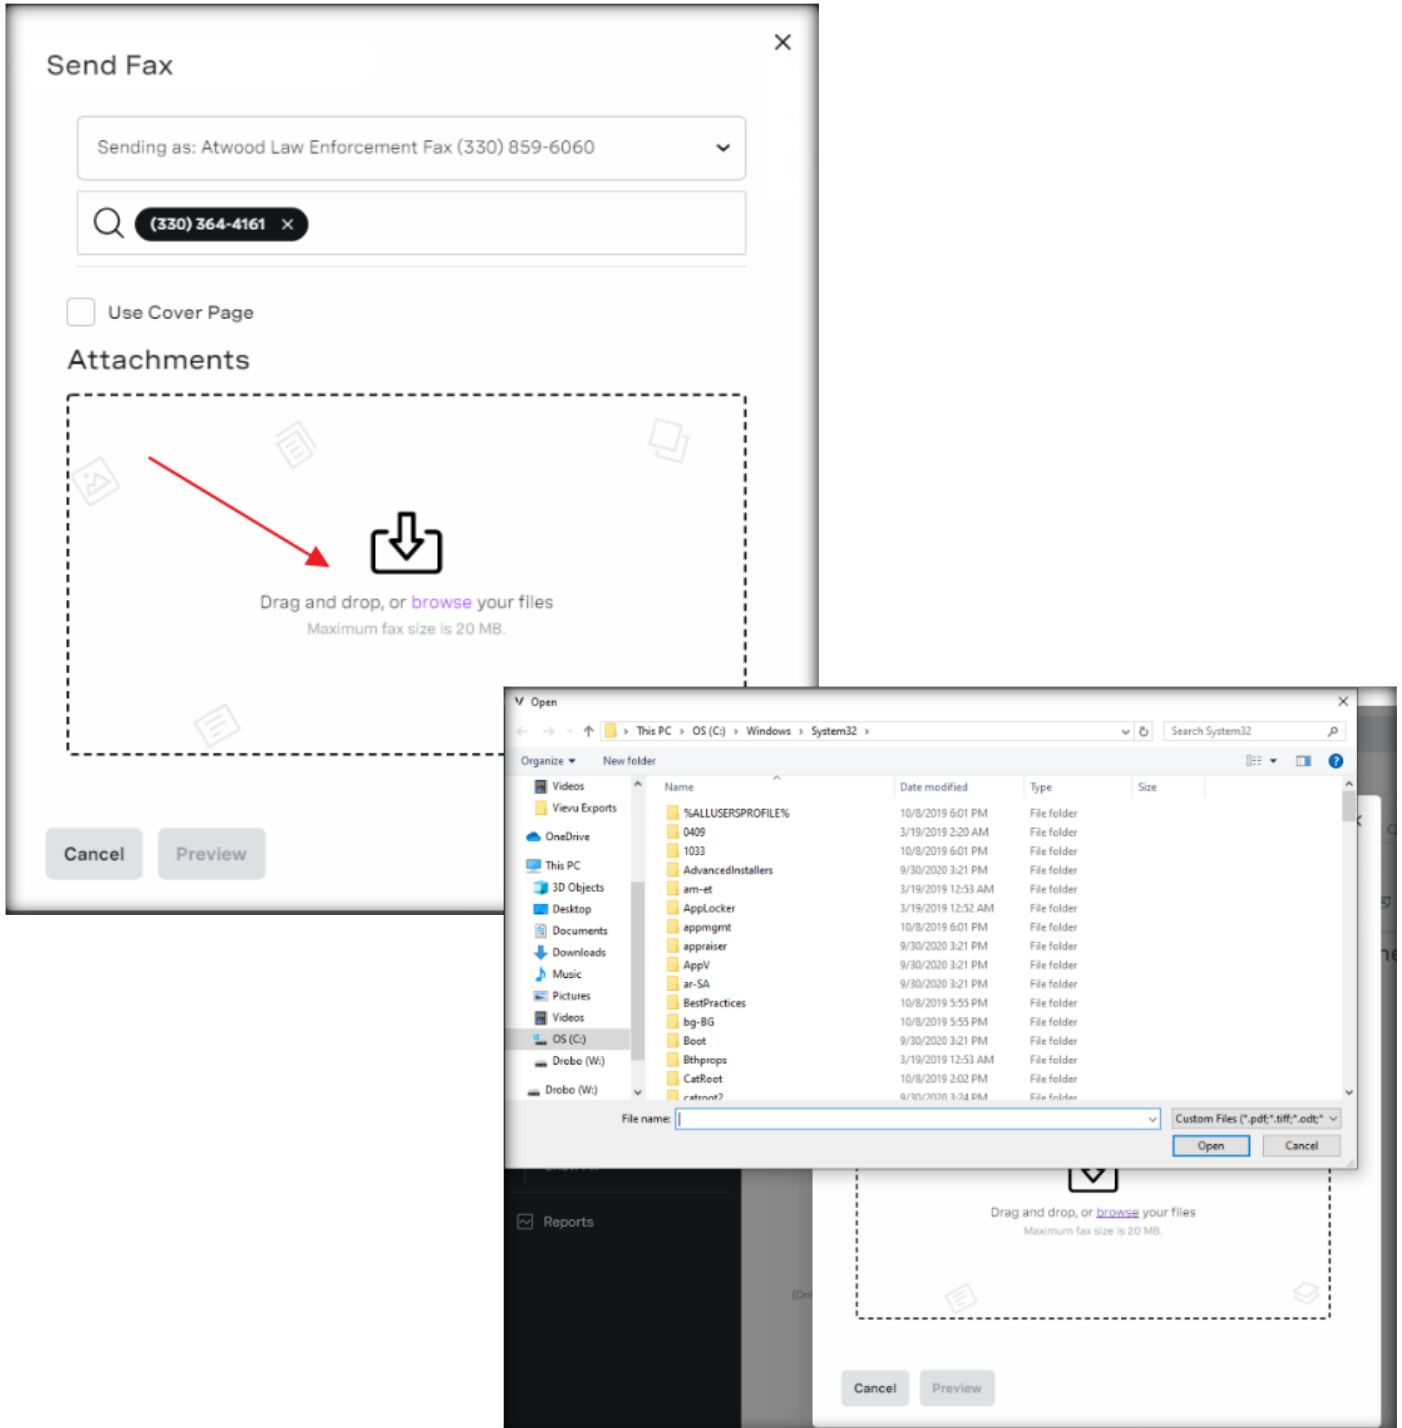 Send Fax
Sending as: Atwood Law Enforcement Fax (330) 859-6060
(330) 364-4161
Use Cover Page
Attachments
Drag and drop, or browse your files
Maximum fax size is 20 MB.
Cancel Preview
Open
This PC > OS (C:) > Windows > System32 >
Search System32
Organize New folder
Videos
Vievu Exports
OneDrive
This PC
3D Objects
Desktop
Documents
Downloads
Music
Pictures
Videos
OS (C:)
Drobo (W:)
Drobo (W:)
Name Date modified Type Size
%ALLUSERSPROFILE% 10/8/2019 6:01 PM File folder
0409 3/19/2019 2:20 AM File folder
1033 10/8/2019 6:01 PM File folder
AdvancedInstallers 9/30/2020 3:21 PM File folder
am-et 3/19/2019 12:53 AM File folder
AppLocker 3/19/2019 12:52 AM File folder
appmgmt 10/8/2019 6:01 PM File folder
appraiser 9/30/2020 3:21 PM File folder
AppV 9/30/2020 3:21 PM File folder
ar-SA 9/30/2020 3:21 PM File folder
BestPractices 10/8/2019 5:55 PM File folder
bg-BG 10/8/2019 5:55 PM File folder
Boot 9/30/2020 3:21 PM File folder
Bthprops 3/19/2019 12:53 AM File folder
CatRoot 10/8/2019 2:02 PM File folder
catroot2 9/30/2020 3:24 PM File folder
File name:
Custom Files (*.pdf;*.tiff;*.odt;*
Open Cancel
Reports
Drag and drop, or browse your files
Maximum fax size is 20 MB.
Cancel Preview